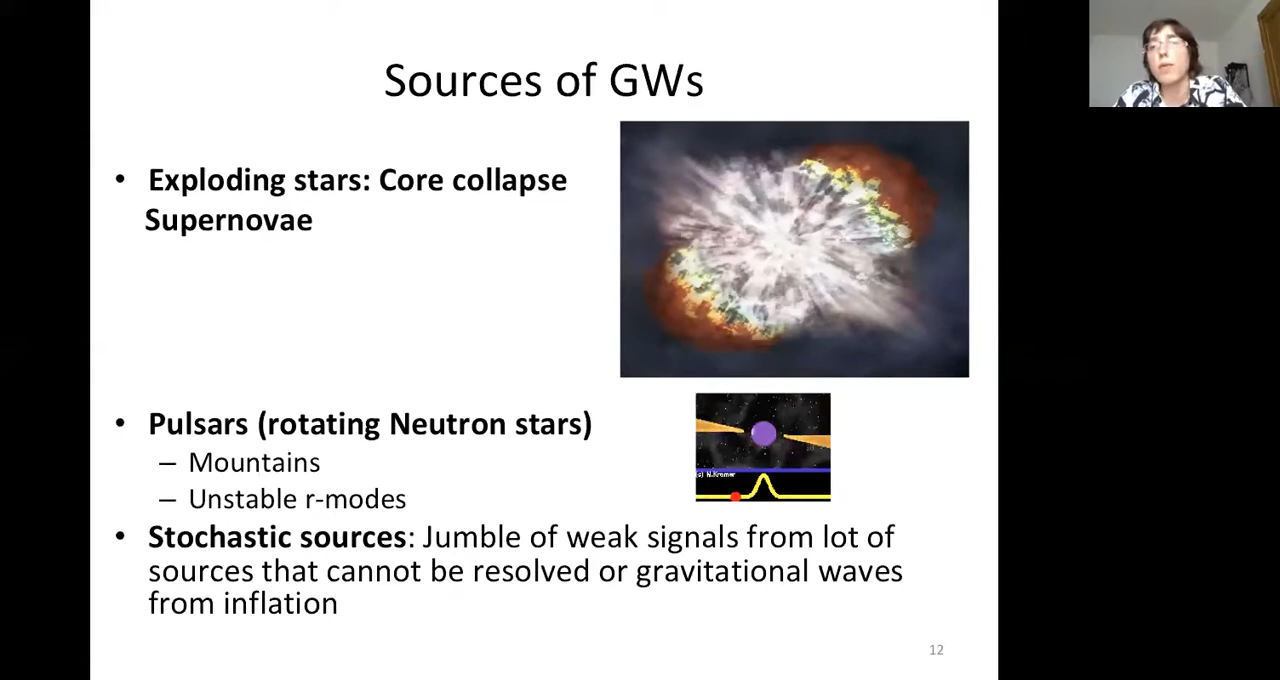 Sources of GWs
• Exploding stars: Core collapse
Supernovae
• Pulsars (rotating Neutron stars)
– Mountains
– Unstable r-modes
• Stochastic sources: Jumble of weak signals from lot of
sources that cannot be resolved or gravitational waves
from inflation
(c) M.Kramer
12